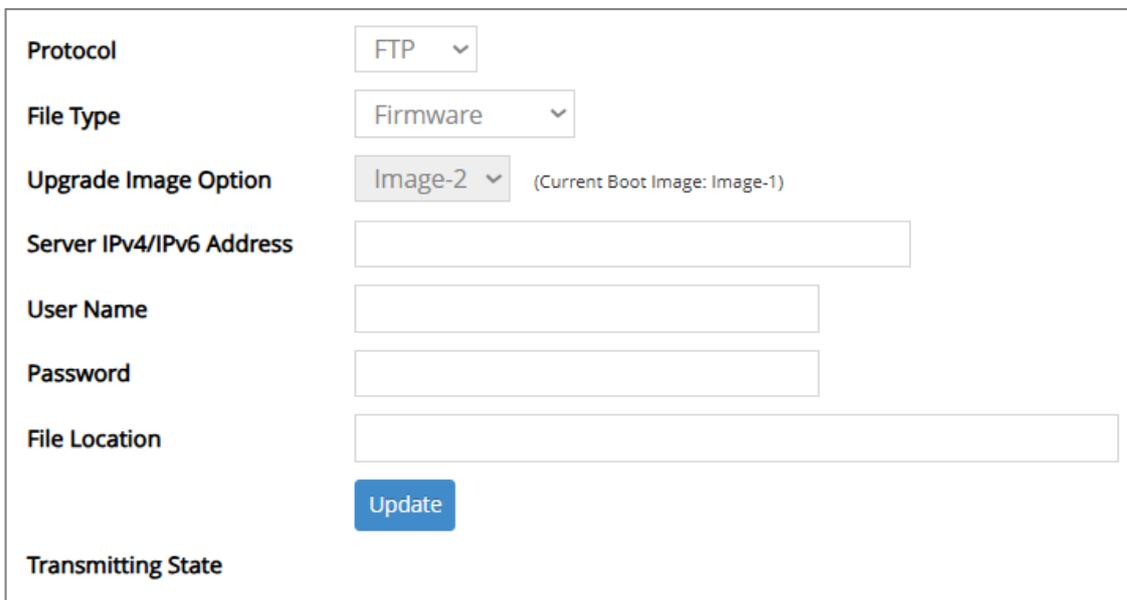 Protocol FTP
File Type Firmware
Upgrade Image Option Image-2 (Current Boot Image: Image-1)
Server IPv4/IPv6 Address
User Name
Password
File Location
Update
Transmitting State